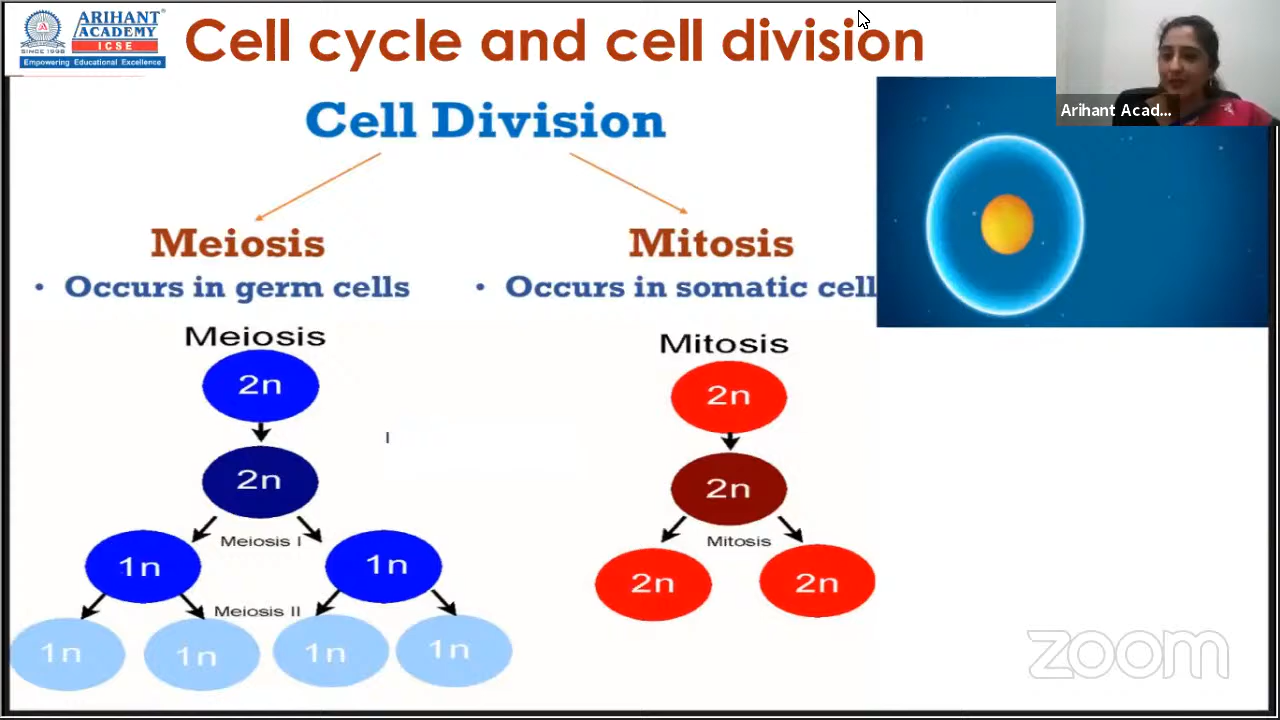 ARIHANT
ACADEMY
ICSE
SINCE 1998
Empowering Educational Excellence
Cell cycle and cell division
Arihant Acad...
Cell Division
Meiosis
Mitosis
• Occurs in germ cells
• Occurs in somatic cell
Meiosis
Mitosis
2n
2n
2n
2n
Meiosis I
Mitosis
1n
1n
2n
2n
Meiosis II
1n
1n
1n
1n
zoom